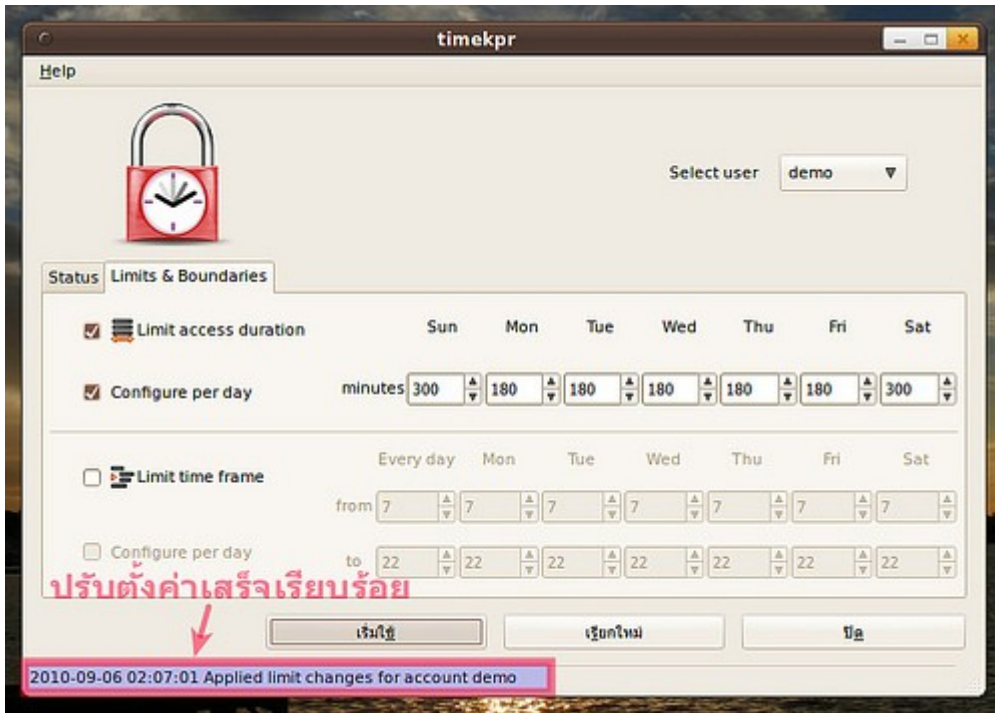 timekpr
Help
Select user demo
Status Limits & Boundaries
Limit access duration Sun Mon Tue Wed Thu Fri Sat
Configure per day minutes 300 180 180 180 180 180 300
Limit time frame Every day Mon Tue Wed Thu Fri Sat
from 7 7 7 7 7 7 7
Configure per day to 22 22 22 22 22 22 22
ปรับตั้งค่าเสร็จเรียบร้อย
เริ่มใช้ เรียกใหม่ ปิด
2010-09-06 02:07:01 Applied limit changes for account demo